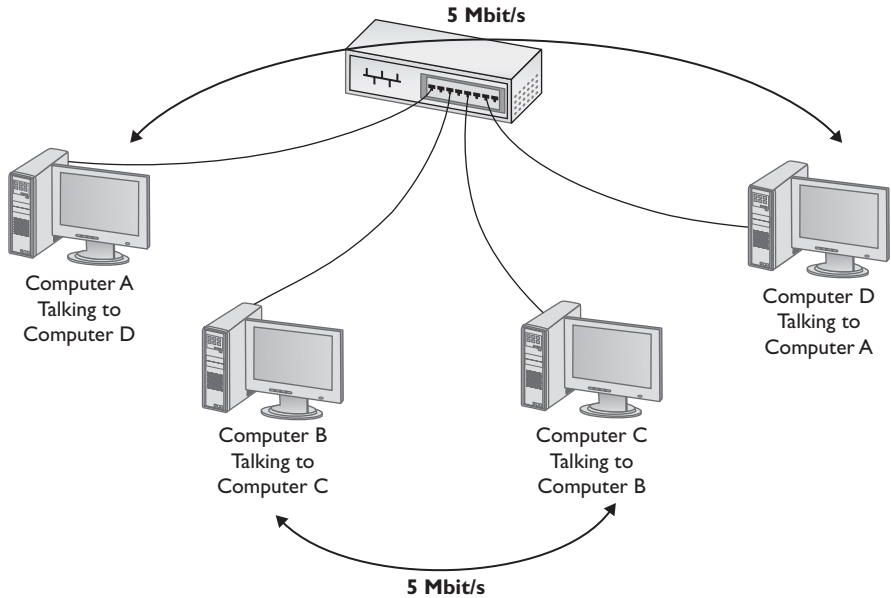 5 Mbit/s
Computer A
Talking to
Computer D
Computer D
Talking to
Computer A
Computer B
Talking to
Computer C
Computer C
Talking to
Computer B
5 Mbit/s